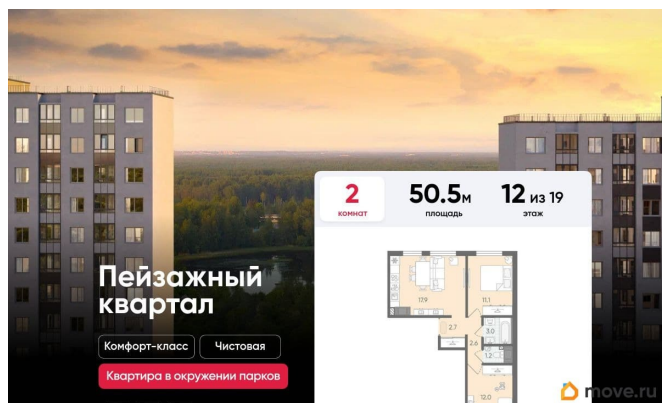 2
комнат
50.5м
площадь
12 из 19
этаж
Пейзажный
квартал
Комфорт-класс
Чистовая
Квартира в окружении парков
17.9
11.1
2.7
3.0
2.6
1.2
12.0
move.ru